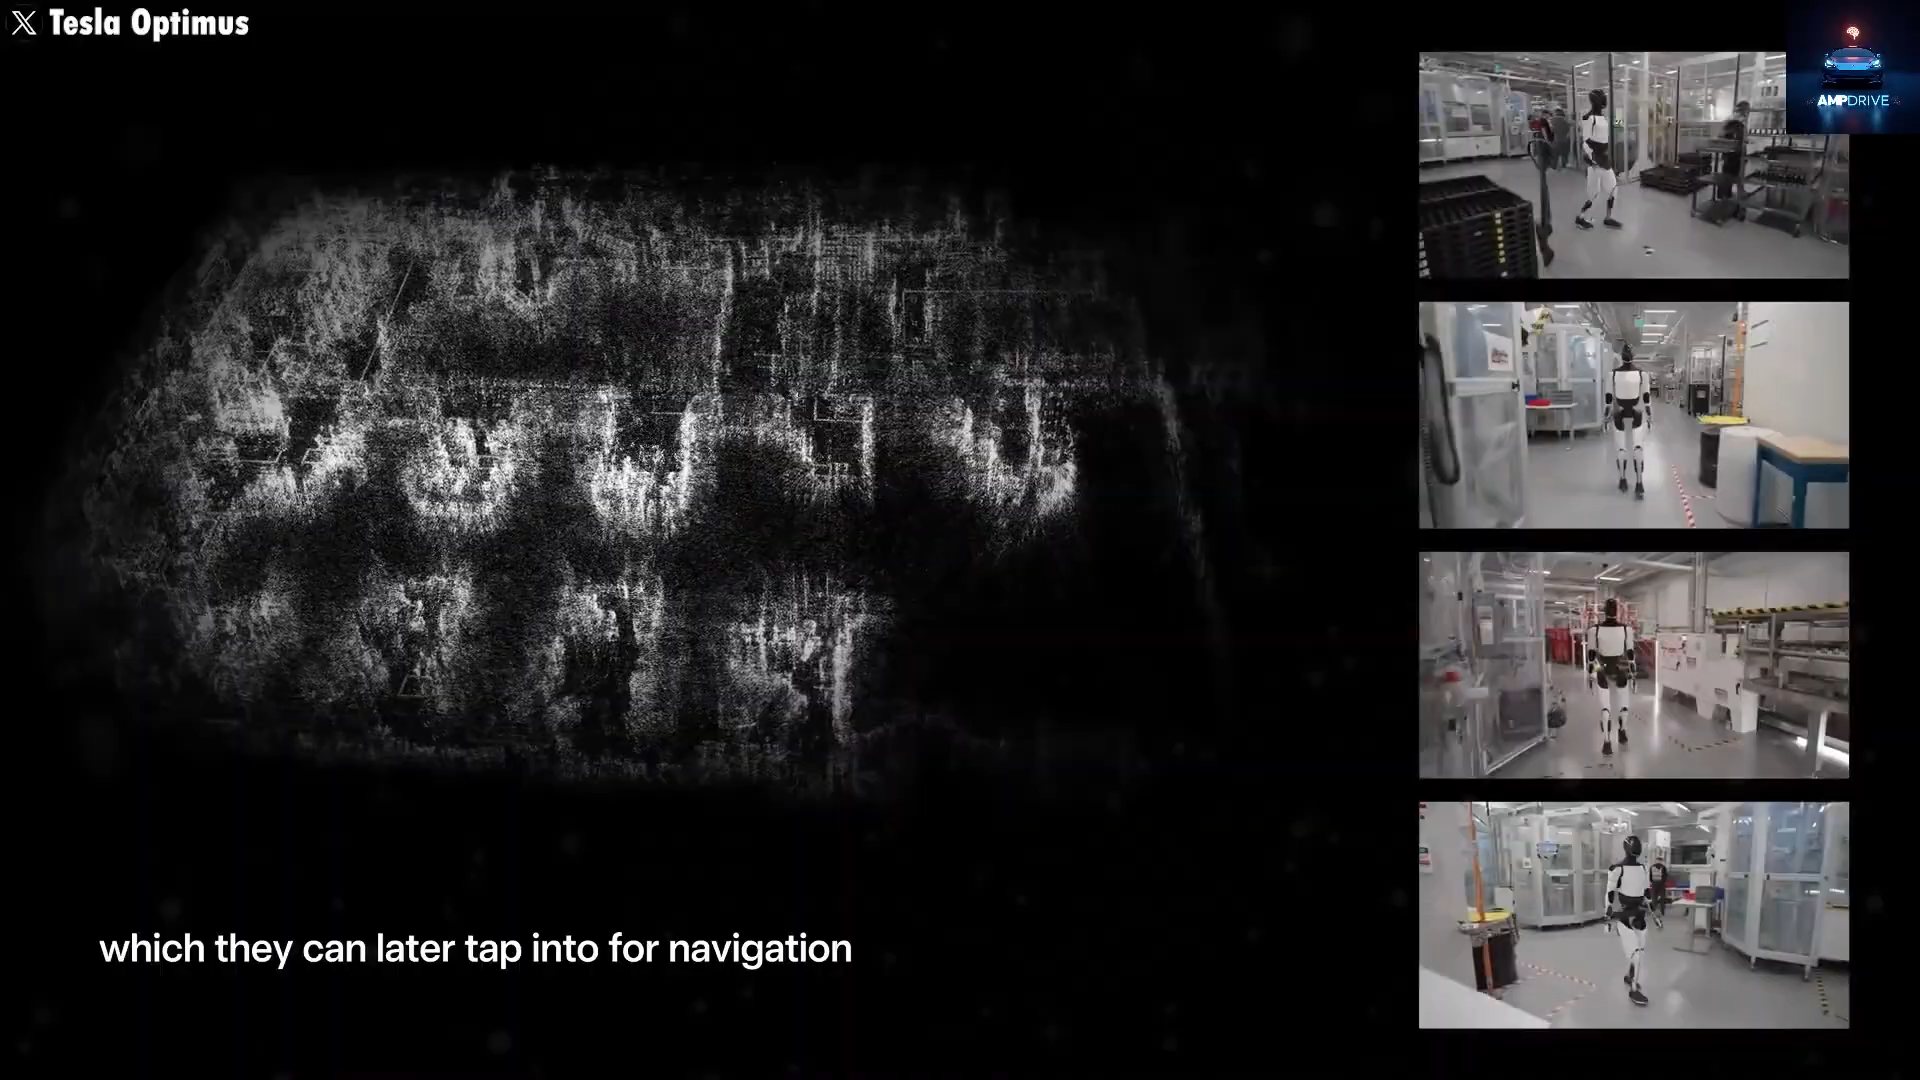 Tesla Optimus
AMPDRIVE
which they can later tap into for navigation